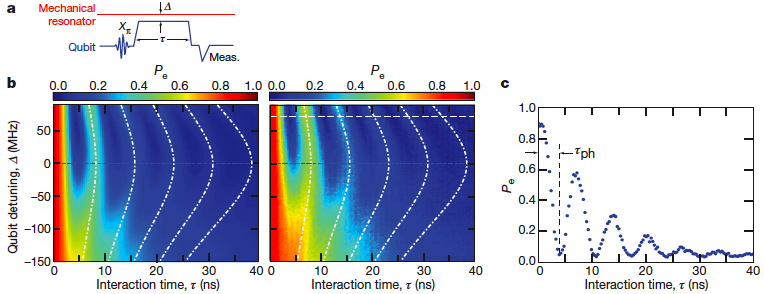 a
Mechanical resonator
Δ
Qubit
Xπ
τ
Meas.
b
Pe
0.0 0.2 0.4 0.6 0.8 1.0
Pe
0.0 0.2 0.4 0.6 0.8 1.0
Qubit detuning, Δ (MHz)
50
0
−50
−100
−150
0 10 20 30 40
Interaction time, τ (ns)
0 10 20 30 40
Interaction time, τ (ns)
c
Pe
1.0
0.8
0.6
0.4
0.2
0.0
τph
0 10 20 30 40
Interaction time, τ (ns)